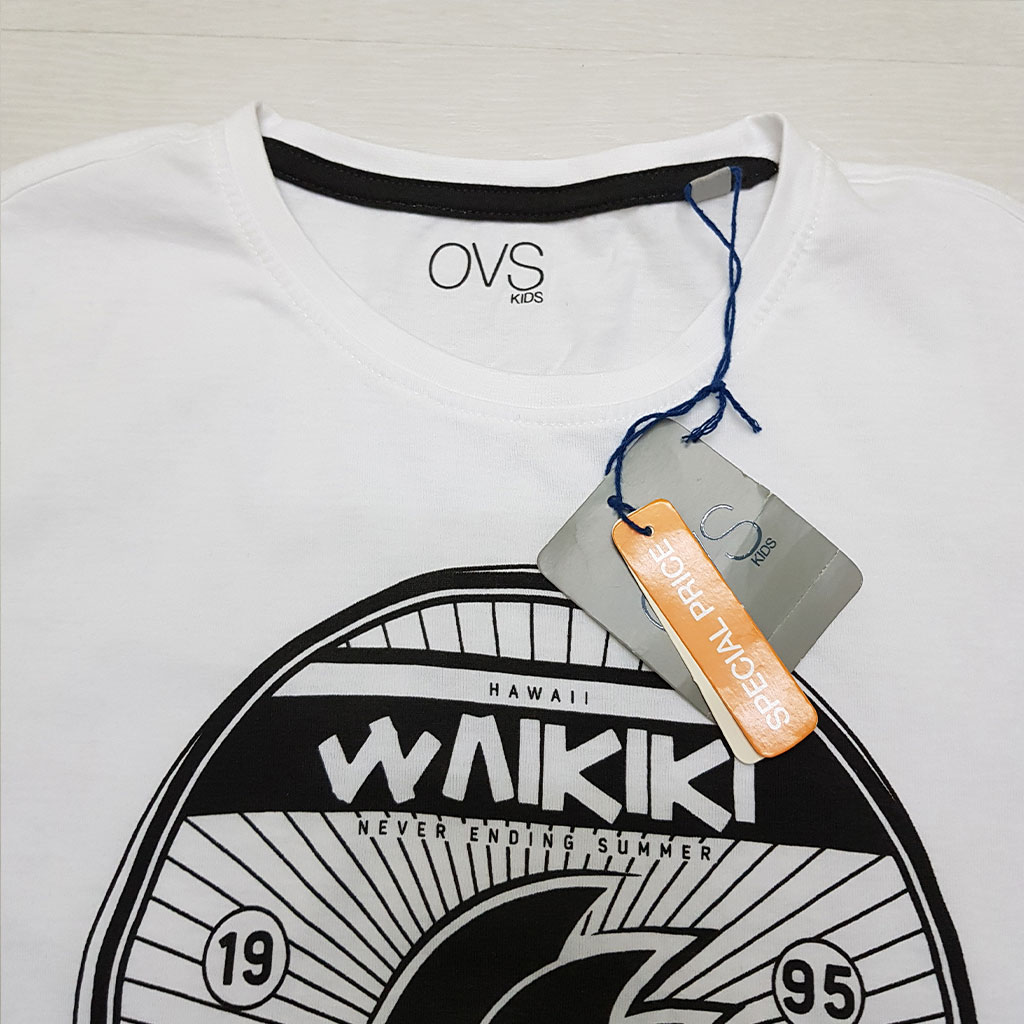 OVS
KIDS
S
KIDS
SPECIAL PRICE
HAWAII
WAIKIKI
NEVER ENDING SUMMER
19
95